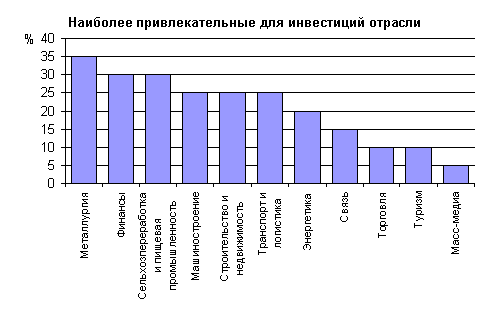 Наиболее привлекательные для инвестиций отрасли
%
40
35
30
25
20
15
10
5
0
Металлургия
Финансы
Сельхозпереработка
и пищевая
промышленность
Машиностроение
Строительство и
недвижимость
Транспорт и
логистика
Энергетика
Связь
Торговля
Туризм
Масс-медиа